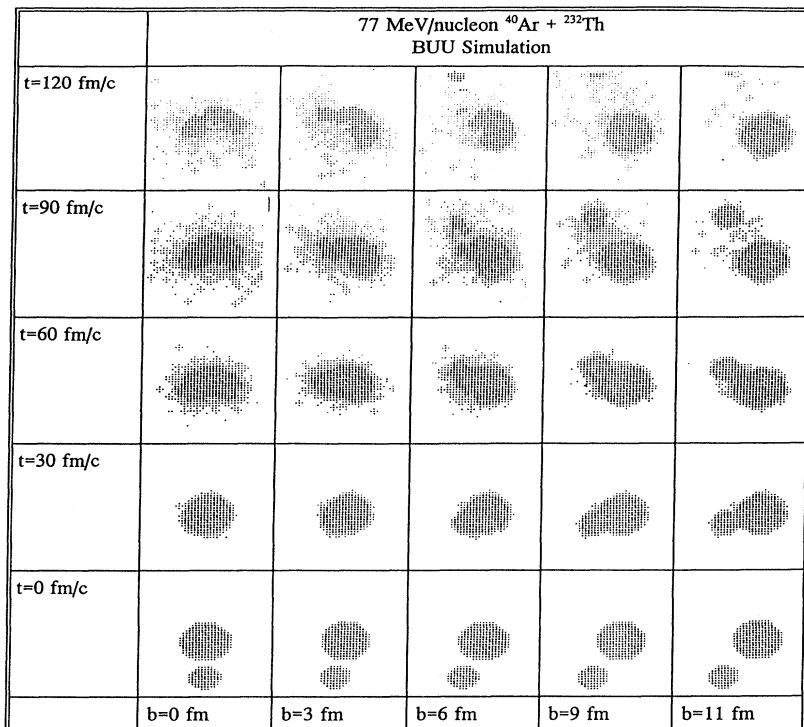 77 MeV/nucleon ⁴⁰Ar + ²³²Th
BUU Simulation
t=120 fm/c
t=90 fm/c
t=60 fm/c
t=30 fm/c
t=0 fm/c
b=0 fm
b=3 fm
b=6 fm
b=9 fm
b=11 fm